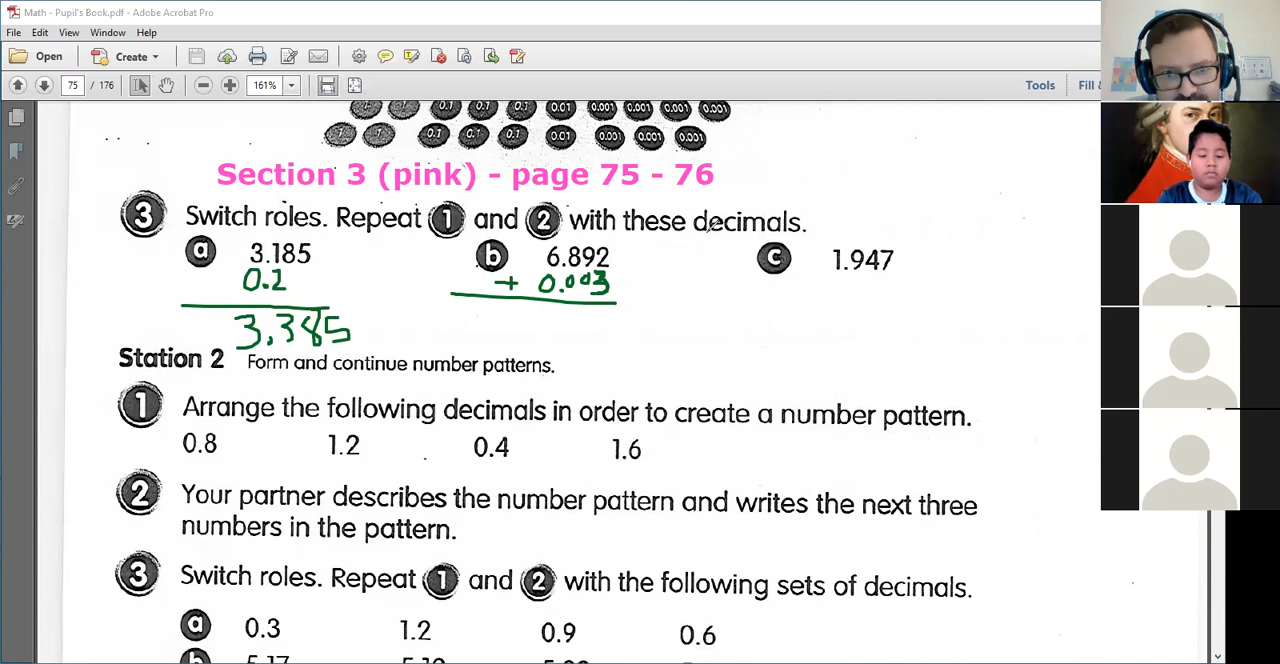 Math - Pupil's Book.pdf - Adobe Acrobat Pro
File Edit View Window Help
Open Create
75 / 176 161% Tools Fill &
1 1 0.1 0.1 0.1 0.01 0.001 0.001 0.001 0.001
1 1 0.1 0.1 0.1 0.01 0.001 0.001 0.001
Section 3 (pink) - page 75 - 76
3 Switch roles. Repeat 1 and 2 with these decimals.
a 3.185 b 6.892 c 1.947
0.2 + 0.003
3.385
Station 2 Form and continue number patterns.
1 Arrange the following decimals in order to create a number pattern.
0.8 1.2 0.4 1.6
2 Your partner describes the number pattern and writes the next three
numbers in the pattern.
3 Switch roles. Repeat 1 and 2 with the following sets of decimals.
a 0.3 1.2 0.9 0.6